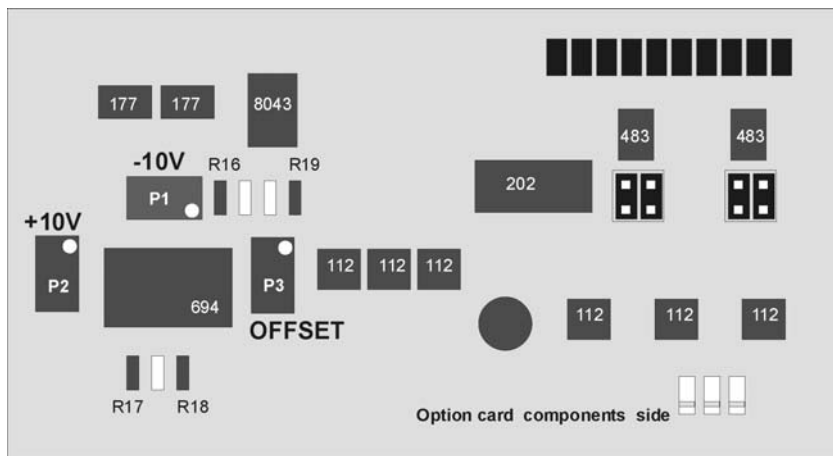 177 177 8043
483 483
-10V R16 R19
P1 202
+10V
P2 694 P3 112 112 112
OFFSET 112 112 112
R17 R18
Option card components side